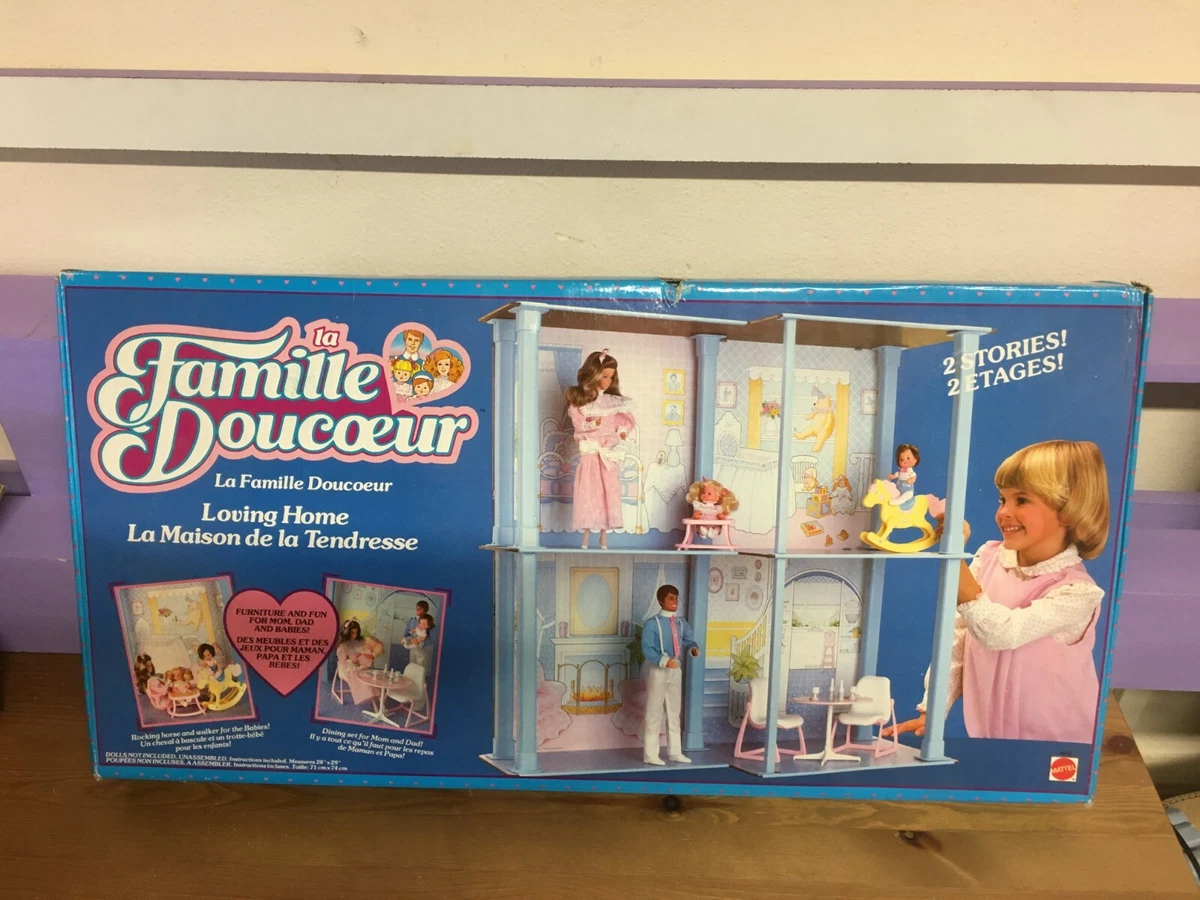 la
Famille
Doucœur
La Famille Doucoeur
Loving Home
La Maison de la Tendresse
2 STORIES!
2 ETAGES!
FURNITURE AND FUN
FOR MOM, DAD
AND BABIES!
DES MEUBLES ET DES
JEUX POUR MAMAN,
PAPA ET LES
BEBES!
Rocking horse and walker for the Babies!
Un cheval à bascule et un trotte-bébé
pour les enfants!
Dining set for Mom and Dad!
Il y a tout ce qu'il faut pour les repas
de Maman et Papa!
DOLLS NOT INCLUDED. UNASSEMBLED. Instructions included. Measures 28" x 29"
POUPÉES NON INCLUSES. A ASSEMBLER. Instructions incluses. Taille: 71 cm x 74 cm
MATTEL